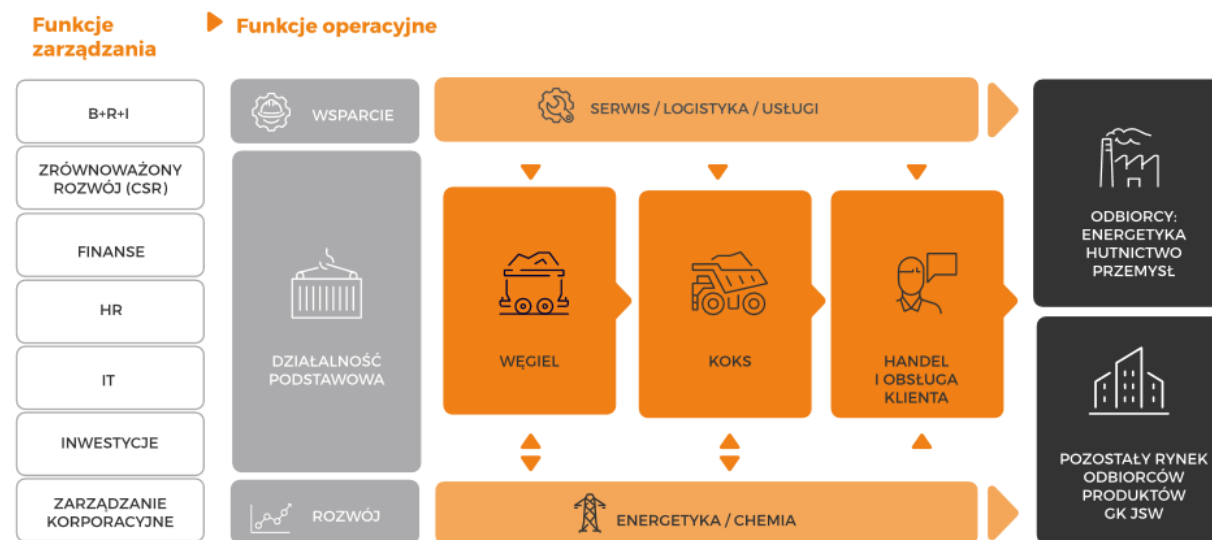 Funkcje
zarządzania
Funkcje operacyjne
B+R+I
ZRÓWNOWAŻONY
ROZWÓJ (CSR)
FINANSE
HR
IT
INWESTYCJE
ZARZĄDZANIE
KORPORACYJNE
WSPARCIE
DZIAŁALNOŚĆ
PODSTAWOWA
ROZWÓJ
SERWIS / LOGISTYKA / USŁUGI
WĘGIEL
KOKS
HANDEL
I OBSŁUGA
KLIENTA
ENERGETYKA / CHEMIA
ODBIORCY:
ENERGETYKA
HUTNICTWO
PRZEMYSŁ
POZOSTAŁY RYNEK
ODBIORCÓW
PRODUKTÓW
GK JSW